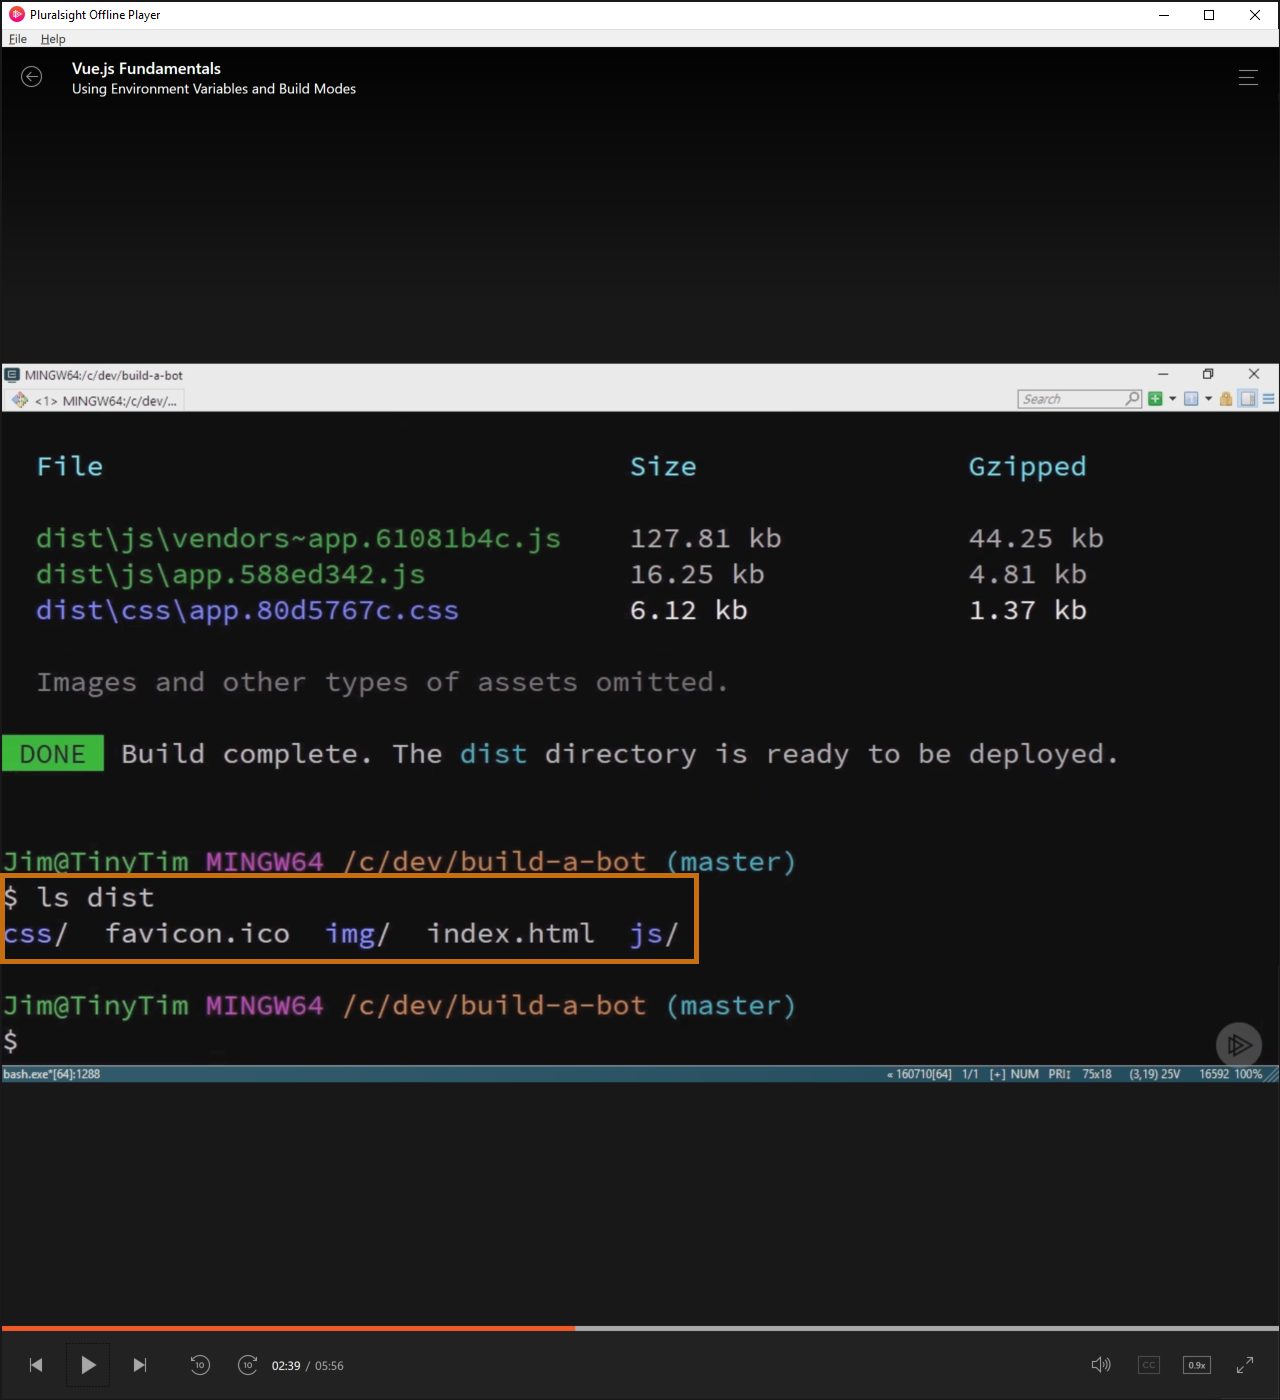 Pluralsight Offline Player
File Help
Vue.js Fundamentals
Using Environment Variables and Build Modes
MINGW64:/c/dev/build-a-bot
<1> MINGW64:/c/dev/...
Search
File Size Gzipped
dist\js\vendors~app.61081b4c.js 127.81 kb 44.25 kb
dist\js\app.588ed342.js 16.25 kb 4.81 kb
dist\css\app.80d5767c.css 6.12 kb 1.37 kb
Images and other types of assets omitted.
DONE Build complete. The dist directory is ready to be deployed.
Jim@TinyTim MINGW64 /c/dev/build-a-bot (master)
$ ls dist
css/ favicon.ico img/ index.html js/
Jim@TinyTim MINGW64 /c/dev/build-a-bot (master)
$
bash.exe*[64]:1288 « 160710[64] 1/1 [+] NUM PRI↕ 75x18 (3,19) 25V 16592 100%
10 10 02:39 / 05:56 CC 0.9x